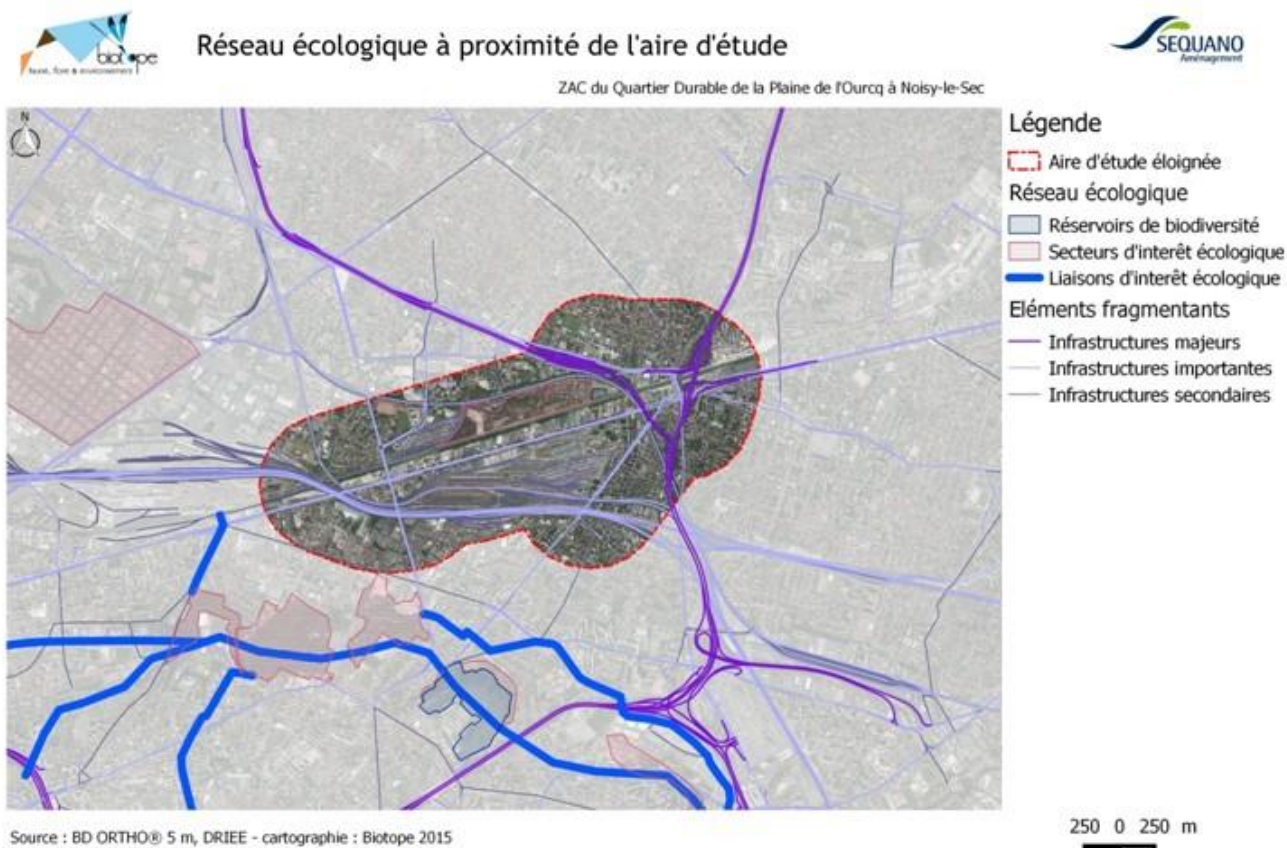 biotope
faune, flore & environnement
Réseau écologique à proximité de l'aire d'étude
SEQUANO
Aménagement
ZAC du Quartier Durable de la Plaine de l'Ourcq à Noisy-le-Sec
N
Légende
Aire d'étude éloignée
Réseau écologique
Réservoirs de biodiversité
Secteurs d'interêt écologique
Liaisons d'interêt écologique
Eléments fragmentants
Infrastructures majeurs
Infrastructures importantes
Infrastructures secondaires
Source : BD ORTHO® 5 m, DRIEE - cartographie : Biotope 2015
250 0 250 m